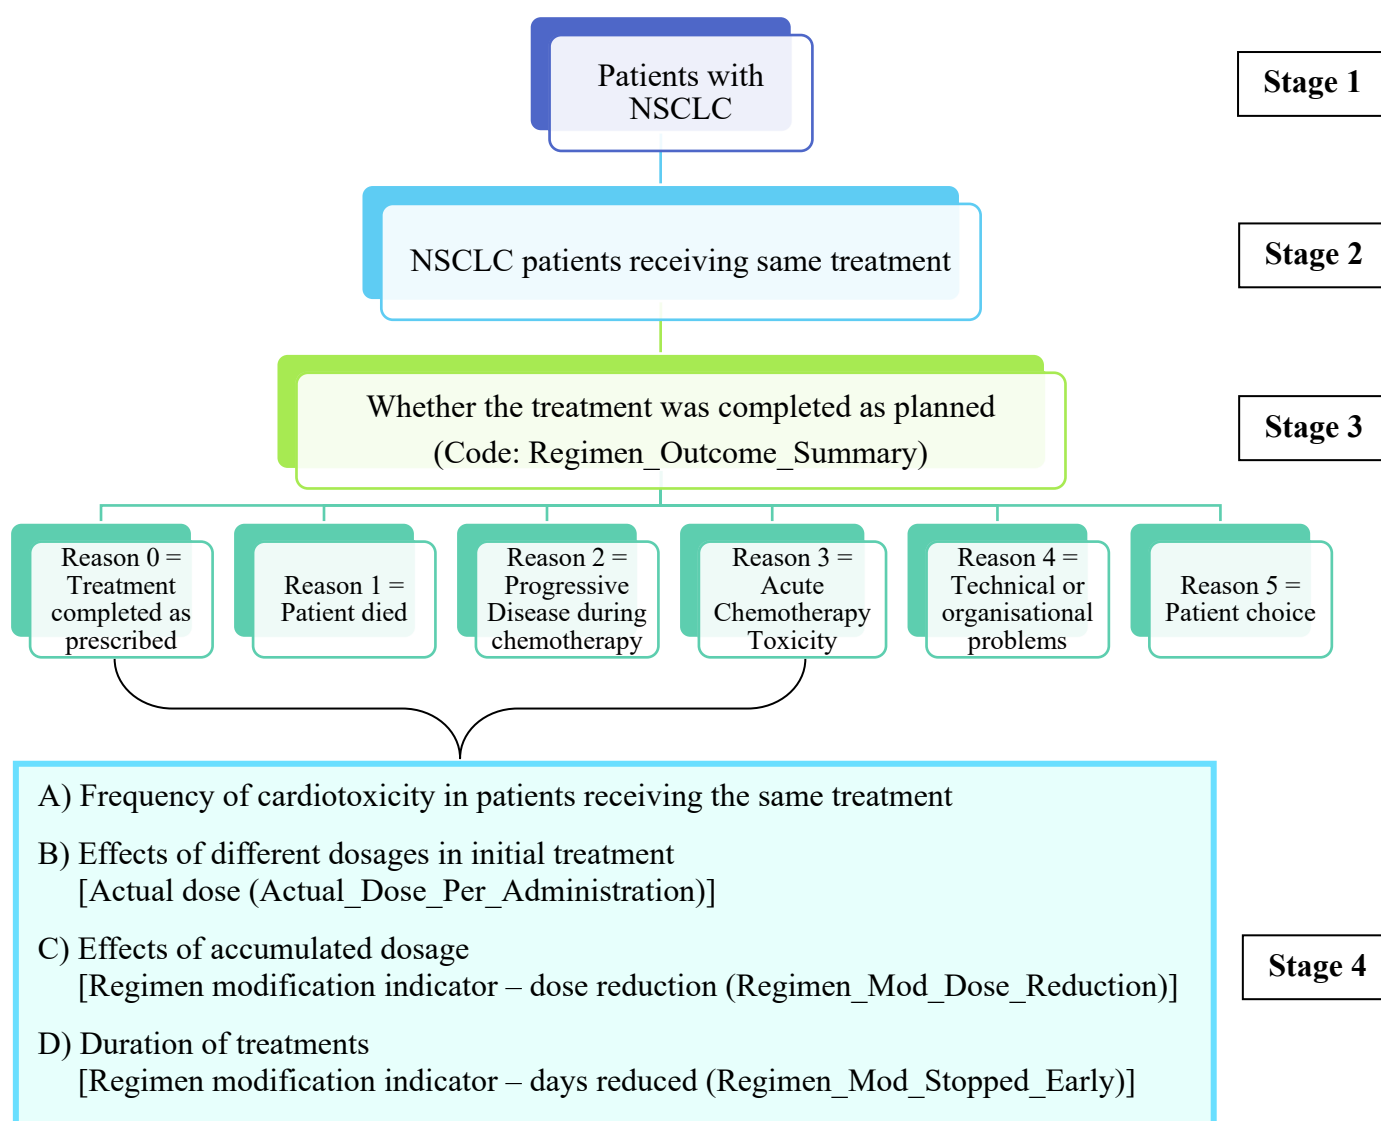 Patients with
NSCLC
Stage 1
NSCLC patients receiving same treatment
Stage 2
Whether the treatment was completed as planned
(Code: Regimen_Outcome_Summary)
Stage 3
Reason 0 =
Treatment
completed as
prescribed
Reason 1 =
Patient died
Reason 2 =
Progressive
Disease during
chemotherapy
Reason 3 =
Acute
Chemotherapy
Toxicity
Reason 4 =
Technical or
organisational
problems
Reason 5 =
Patient choice
A) Frequency of cardiotoxicity in patients receiving the same treatment
B) Effects of different dosages in initial treatment
[Actual dose (Actual_Dose_Per_Administration)]
C) Effects of accumulated dosage
[Regimen modification indicator – dose reduction (Regimen_Mod_Dose_Reduction)]
D) Duration of treatments
[Regimen modification indicator – days reduced (Regimen_Mod_Stopped_Early)]
Stage 4